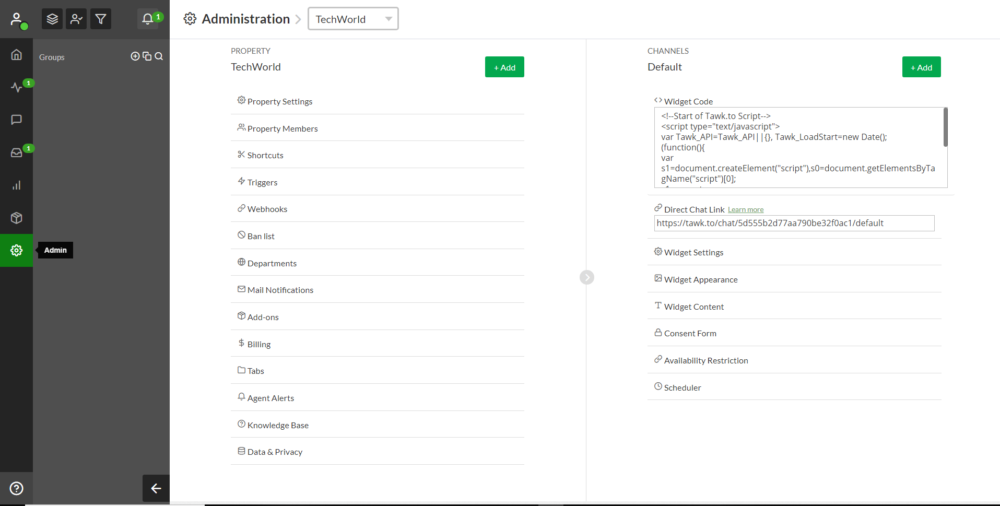 1
Administration
TechWorld
Groups
1
1
Admin
PROPERTY
TechWorld
+ Add
Property Settings
Property Members
Shortcuts
Triggers
Webhooks
Ban list
Departments
Mail Notifications
Add-ons
Billing
Tabs
Agent Alerts
Knowledge Base
Data & Privacy
CHANNELS
Default
+ Add
Widget Code
<!--Start of Tawk.to Script-->
<script type="text/javascript">
var Tawk_API=Tawk_API||{}, Tawk_LoadStart=new Date();
(function(){
var
s1=document.createElement("script"),s0=document.getElementsByTa
gName("script")[0];
Direct Chat Link Learn more
https://tawk.to/chat/5d555b2d77aa790be32f0ac1/default
Widget Settings
Widget Appearance
Widget Content
Consent Form
Availability Restriction
Scheduler